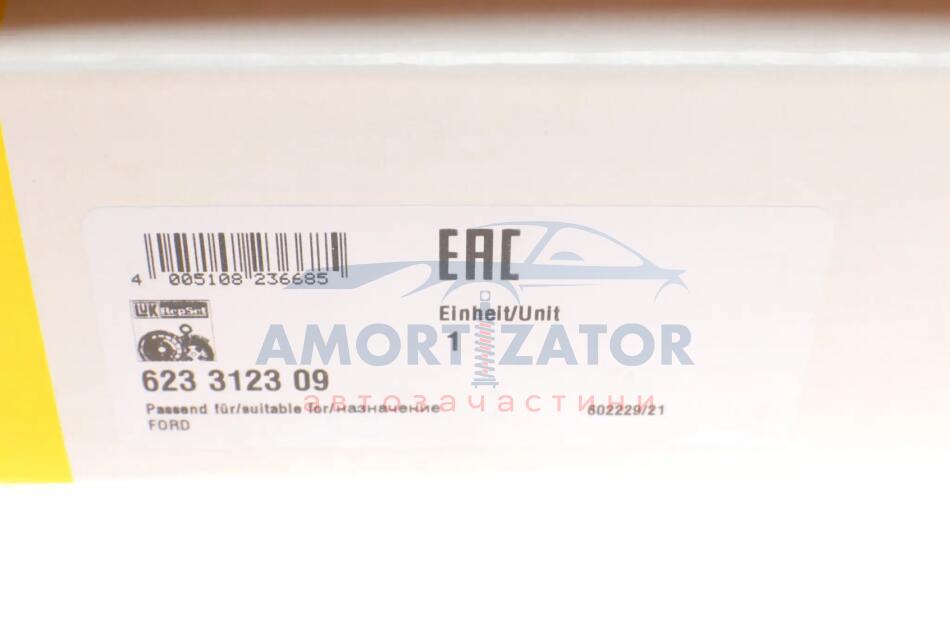 EAC
4 005108 236685
LUK RepSet
Einheit/Unit
1
AMORTIZATOR
623 3123 09
автозапчастини
Passend für/suitable for/назначение
602229/21
FORD